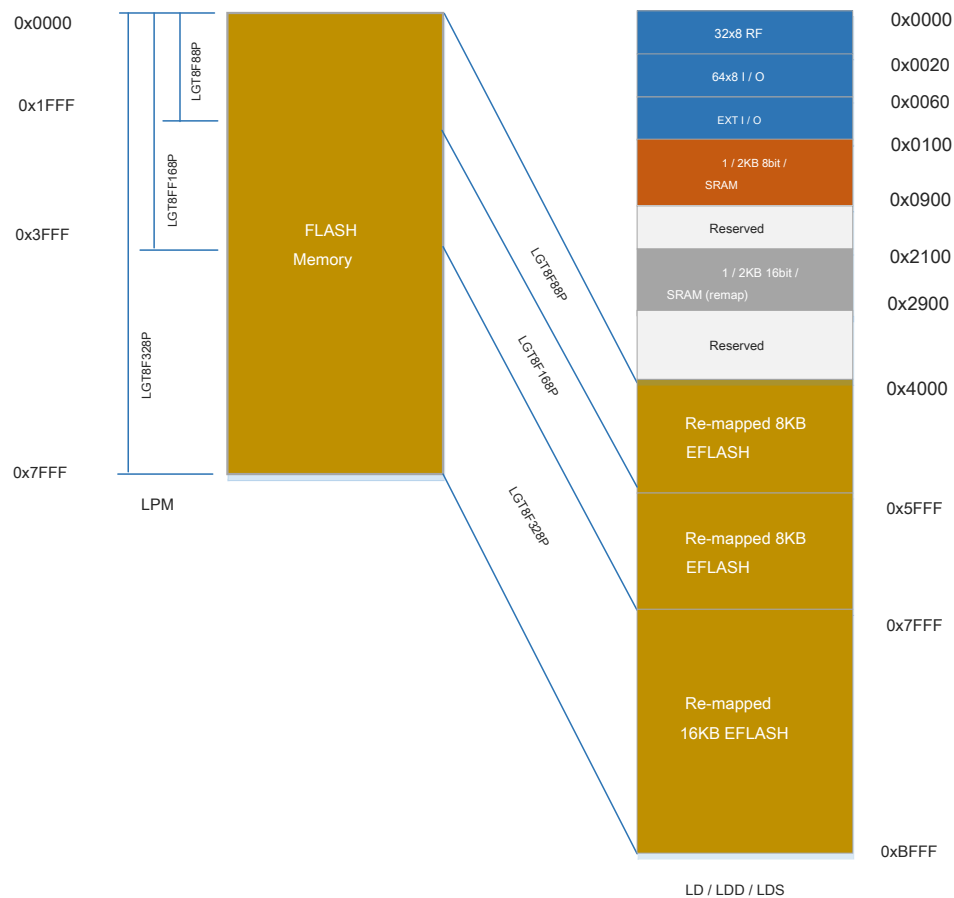 0x0000
0x1FFF
0x3FFF
0x7FFF
LPM
LGT8F88P
LGT8FF168P
LGT8F328P
FLASH
Memory
LGT8F88P
LGT8F168P
LGT8F328P
32x8 RF
64x8 I / O
EXT I / O
1 / 2KB 8bit /
SRAM
Reserved
1 / 2KB 16bit /
SRAM (remap)
Reserved
Re-mapped 8KB
EFLASH
Re-mapped 8KB
EFLASH
Re-mapped
16KB EFLASH
0x0000
0x0020
0x0060
0x0100
0x0900
0x2100
0x2900
0x4000
0x5FFF
0x7FFF
0xBFFF
LD / LDD / LDS